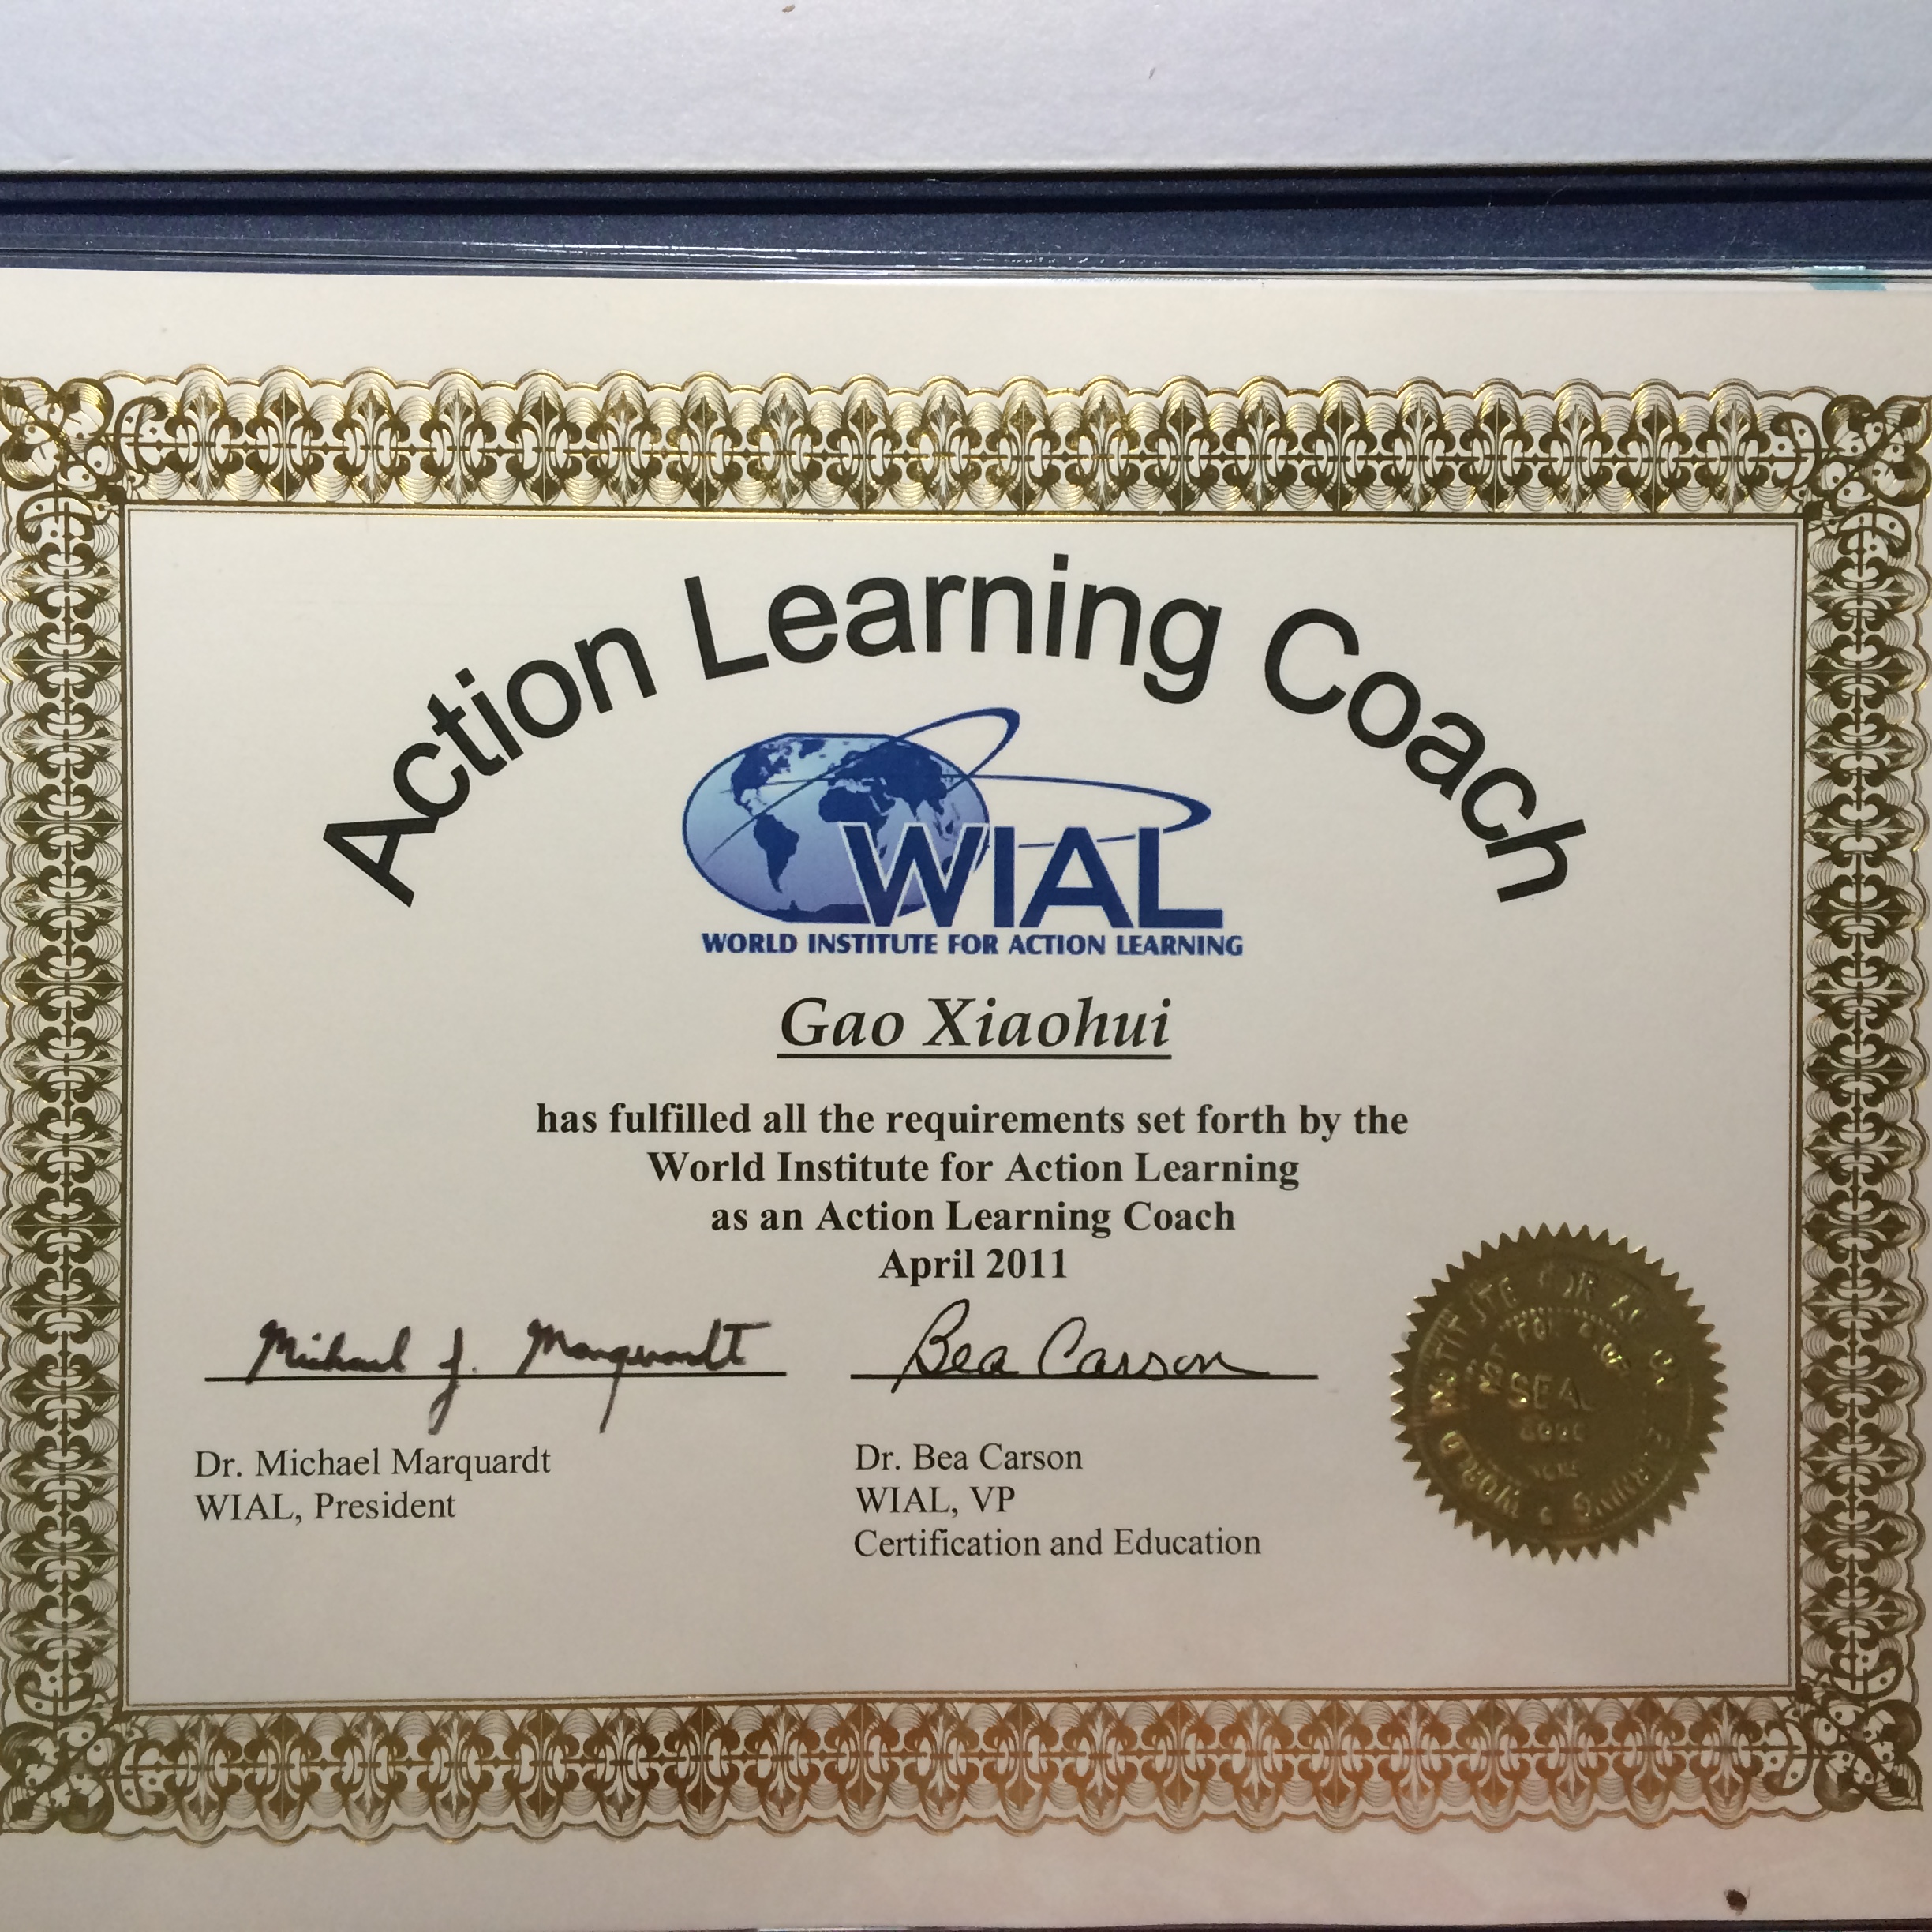 Action Learning Coach
WIAL
WORLD INSTITUTE FOR ACTION LEARNING
Gao Xiaohui
has fulfilled all the requirements set forth by the
World Institute for Action Learning
as an Action Learning Coach
April 2011
Michael J. Marquardt
Bea Carson
Dr. Michael Marquardt
WIAL, President
Dr. Bea Carson
WIAL, VP
Certification and Education
SEAL